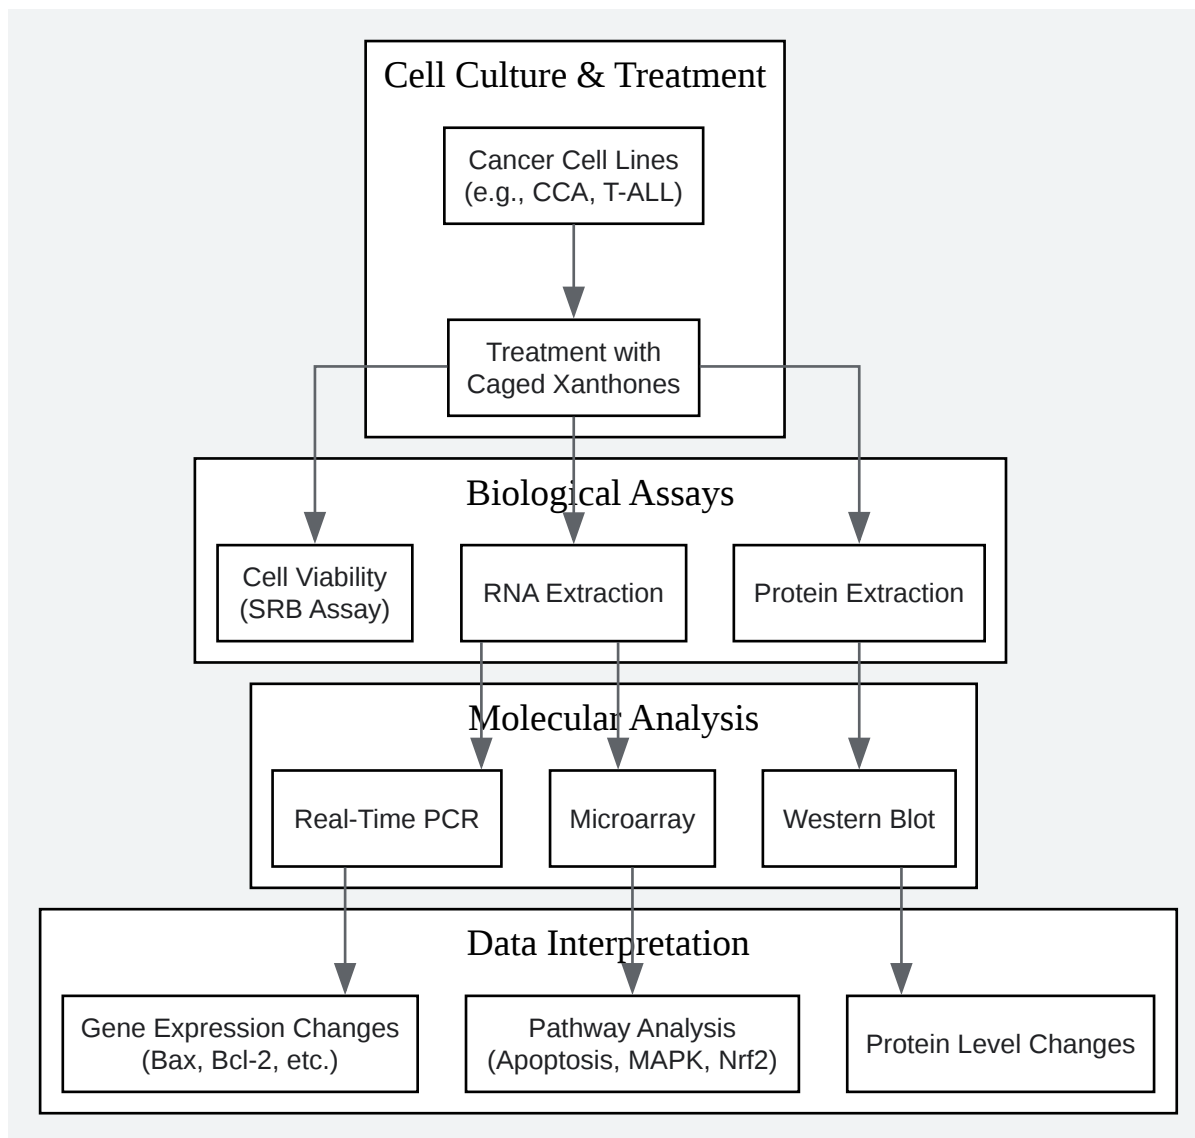 Cell Culture & Treatment
Cancer Cell Lines
(e.g., CCA, T-ALL)
Treatment with
Caged Xanthones
Biological Assays
Cell Viability
(SRB Assay)
RNA Extraction
Protein Extraction
Molecular Analysis
Real-Time PCR
Microarray
Western Blot
Data Interpretation
Gene Expression Changes
(Bax, Bcl-2, etc.)
Pathway Analysis
(Apoptosis, MAPK, Nrf2)
Protein Level Changes